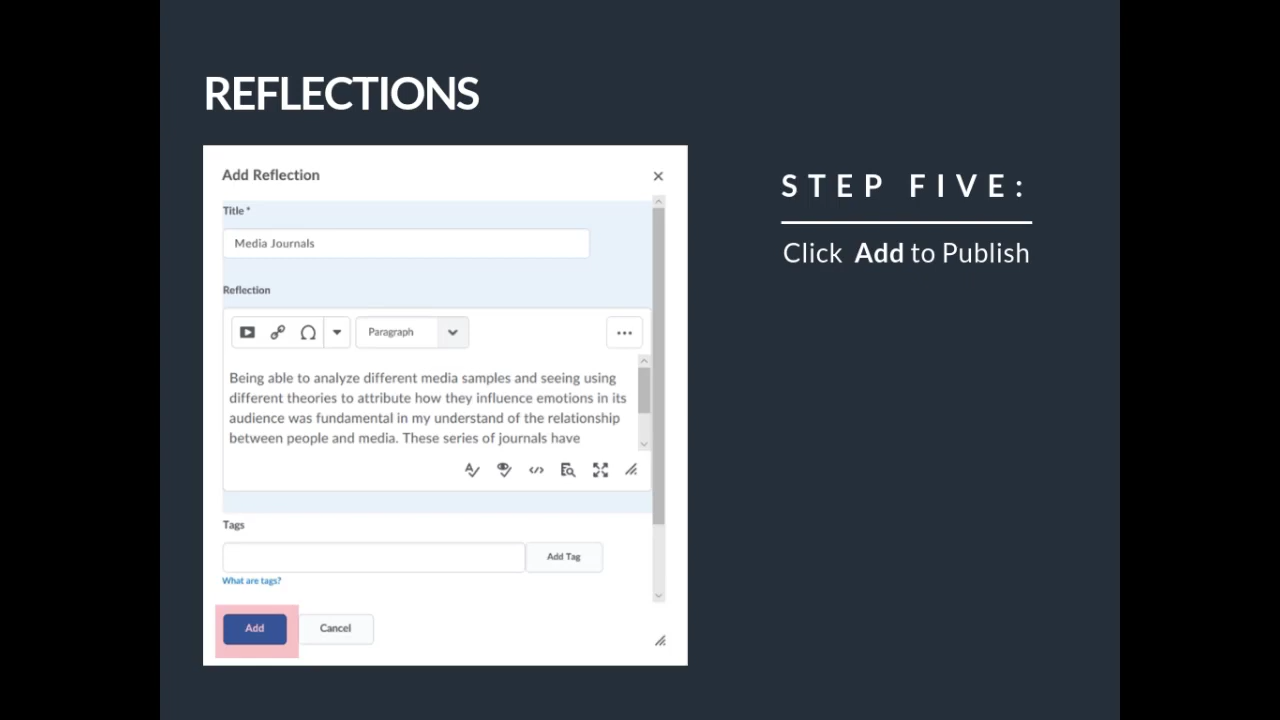 REFLECTIONS
Add Reflection
Title *
Media Journals
Reflection
Paragraph
Being able to analyze different media samples and seeing using
different theories to attribute how they influence emotions in its
audience was fundamental in my understand of the relationship
between people and media. These series of journals have
Tags
Add Tag
What are tags?
Add
Cancel
STEP FIVE:
Click Add to Publish